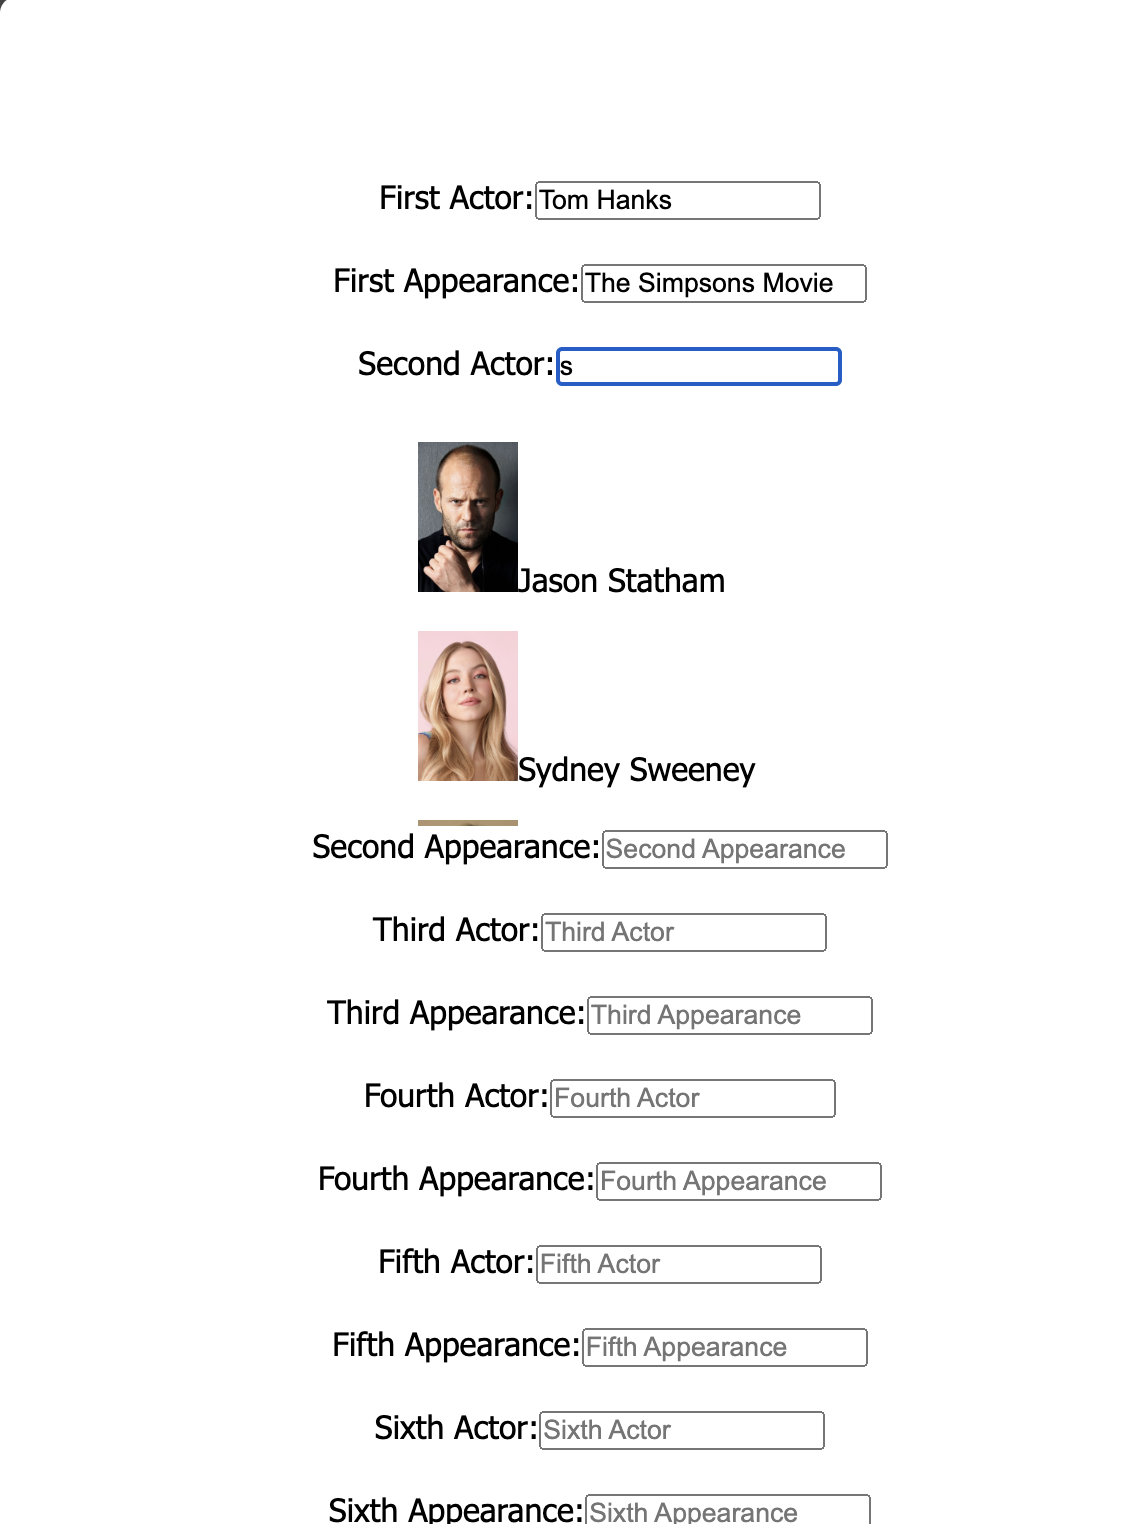 First Actor: Tom Hanks
First Appearance: The Simpsons Movie
Second Actor: s
Jason Statham
Sydney Sweeney
Second Appearance: Second Appearance
Third Actor: Third Actor
Third Appearance: Third Appearance
Fourth Actor: Fourth Actor
Fourth Appearance: Fourth Appearance
Fifth Actor: Fifth Actor
Fifth Appearance: Fifth Appearance
Sixth Actor: Sixth Actor
Sixth Appearance: Sixth Appearance